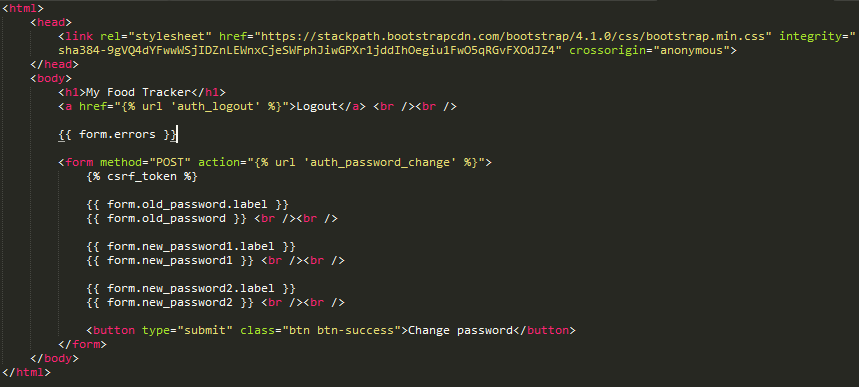 <html>
<head>
<link rel="stylesheet" href="https://stackpath.bootstrapcdn.com/bootstrap/4.1.0/css/bootstrap.min.css" integrity="
sha384-9gVQ4dYFwwWSjIDZnLEWnxCjeSWFphJiwGPXr1jddIhOegiu1FwO5qRGvFXOdJZ4" crossorigin="anonymous">
</head>
<body>
<h1>My Food Tracker</h1>
<a href="{% url 'auth_logout' %}">Logout</a> <br /><br />
{{ form.errors }}
<form method="POST" action="{% url 'auth_password_change' %}">
{% csrf_token %}
{{ form.old_password.label }}
{{ form.old_password }} <br /><br />
{{ form.new_password1.label }}
{{ form.new_password1 }} <br /><br />
{{ form.new_password2.label }}
{{ form.new_password2 }} <br /><br />
<button type="submit" class="btn btn-success">Change password</button>
</form>
</body>
</html>